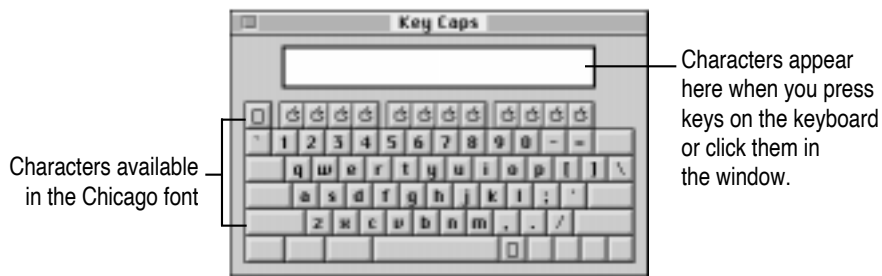 Key Caps
Characters appear
here when you press
keys on the keyboard
or click them in
the window.
Characters available
in the Chicago font
` 1 2 3 4 5 6 7 8 9 0 - =
q w e r t y u i o p [ ] \
a s d f g h j k l ; '
z x c v b n m , . /